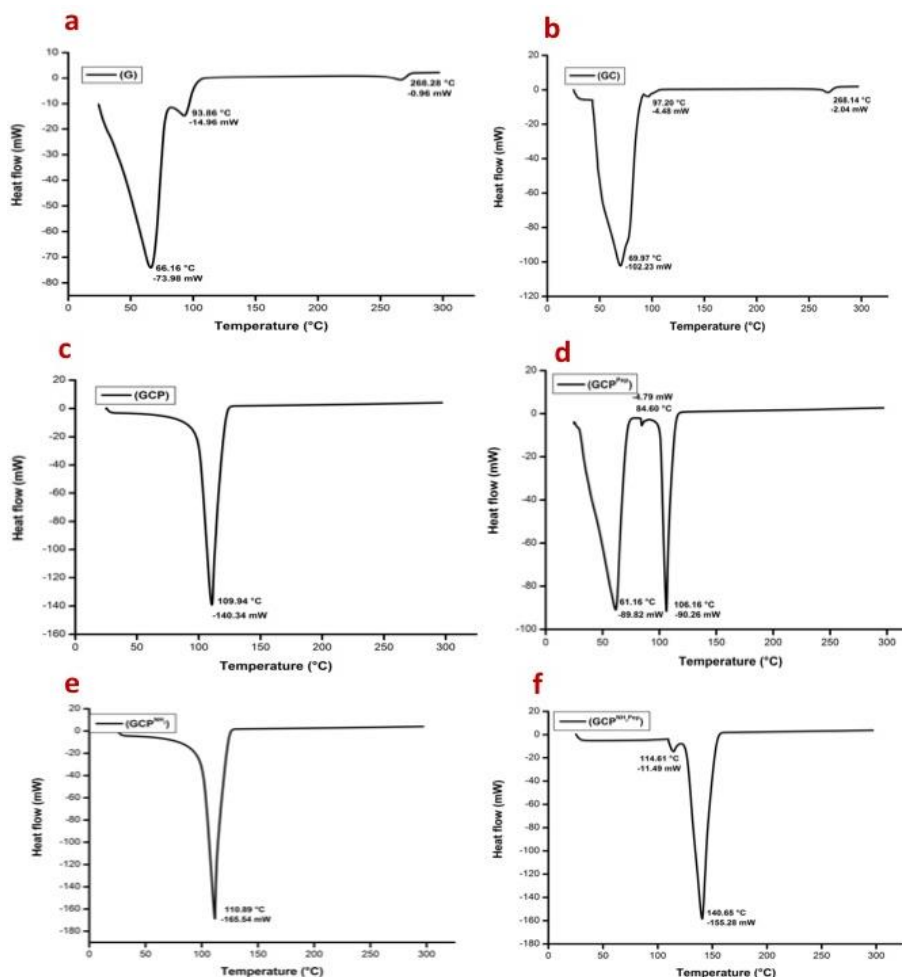 a
10
0
-10
-20
-30
-40
-50
-60
-70
-80
Heat flow (mW)
(G)
93.86 °C
-14.96 mW
268.28 °C
-0.96 mW
66.16 °C
-73.98 mW
0 50 100 150 200 250 300
Temperature (°C)
b
20
0
-20
-40
-60
-80
-100
-120
Heat flow (mW)
(GC)
97.20 °C
-4.48 mW
268.14 °C
-2.04 mW
69.97 °C
-102.23 mW
0 50 100 150 200 250 300
Temperature (°C)
c
20
0
-20
-40
-60
-80
-100
-120
-140
-160
Heat flow (mW)
(GCP)
109.94 °C
-140.34 mW
0 50 100 150 200 250 300
Temperature (°C)
d
20
0
-20
-40
-60
-80
-100
Heat flow (mW)
(GCP^Pep)
-4.79 mW
84.60 °C
61.16 °C
-89.82 mW
106.16 °C
-90.26 mW
0 50 100 150 200 250 300
Temperature (°C)
e
20
0
-20
-40
-60
-80
-100
-120
-140
-160
-180
Heat flow (mW)
(GCP^NH₂)
110.89 °C
-165.54 mW
0 50 100 150 200 250 300
Temperature (°C)
f
20
0
-20
-40
-60
-80
-100
-120
-140
-160
-180
Heat flow (mW)
(GCP^NH₂Pep)
114.61 °C
-11.49 mW
140.65 °C
-155.28 mW
0 50 100 150 200 250 300
Temperature (°C)